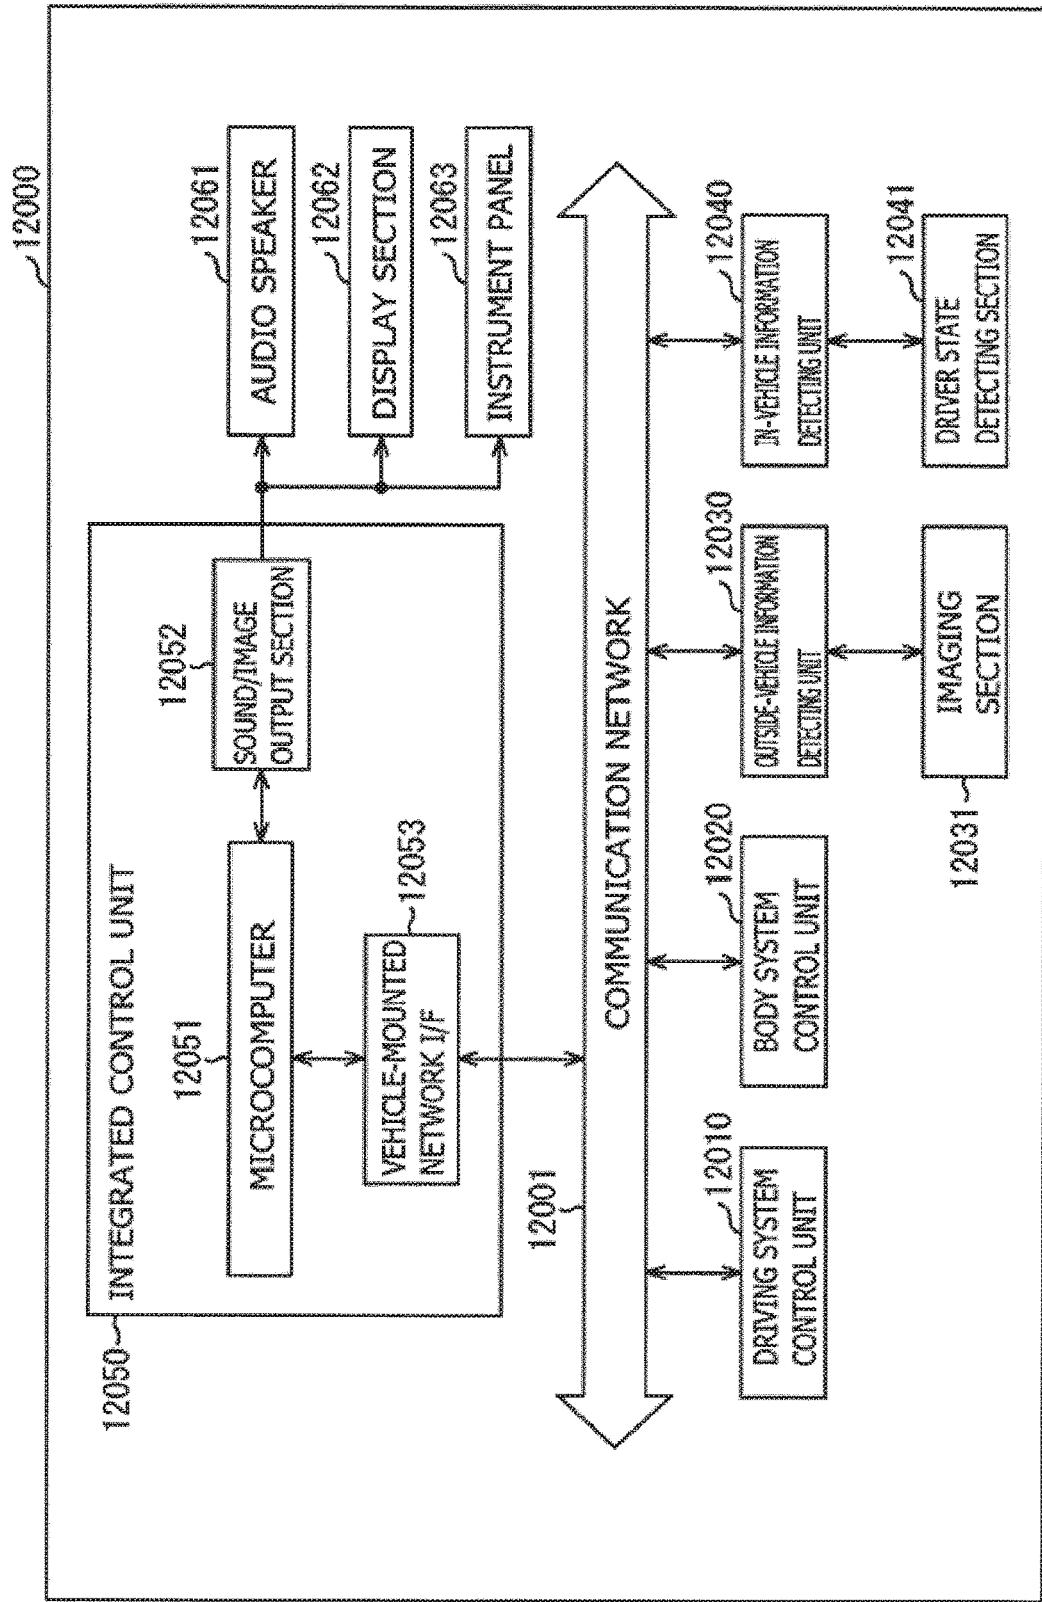 12000
12050
INTEGRATED CONTROL UNIT
12051
MICROCOMPUTER
12052
SOUND/IMAGE
OUTPUT SECTION
12053
VEHICLE-MOUNTED
NETWORK I/F
12061
AUDIO SPEAKER
12062
DISPLAY SECTION
12063
INSTRUMENT PANEL
12001
COMMUNICATION NETWORK
12010
DRIVING SYSTEM
CONTROL UNIT
12020
BODY SYSTEM
CONTROL UNIT
12030
OUTSIDE-VEHICLE INFORMATION
DETECTING UNIT
12040
IN-VEHICLE INFORMATION
DETECTING UNIT
12031
IMAGING
SECTION
12041
DRIVER STATE
DETECTING SECTION